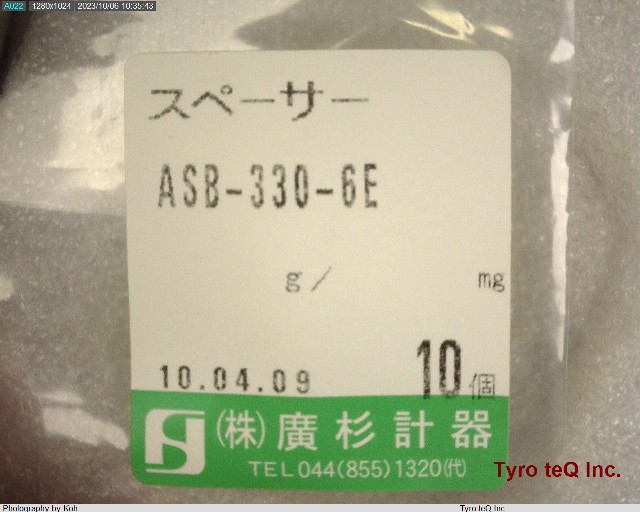 A022 1280x1024 2023/10/06 10:35:43
スペーサー
ASB-330-6E
g/ mg
10.04.09 10個
(株)廣杉計器
TEL 044(855)1320(代)
Tyro teQ Inc.
Photography by Koh Tyro teQ Inc